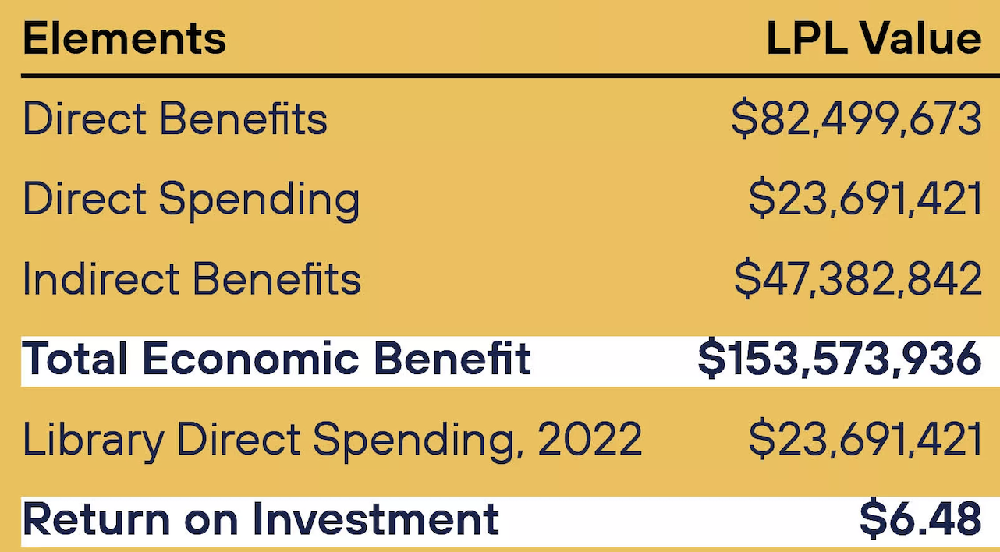 Elements LPL Value
Direct Benefits $82,499,673
Direct Spending $23,691,421
Indirect Benefits $47,382,842
Total Economic Benefit $153,573,936
Library Direct Spending, 2022 $23,691,421
Return on Investment $6.48